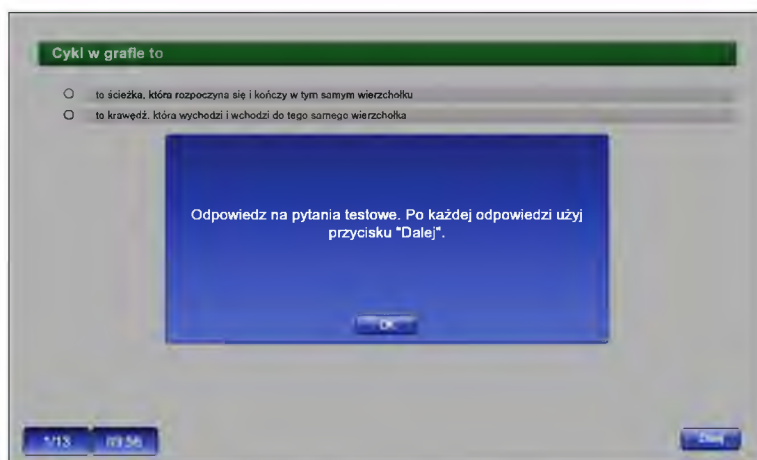 Cykl w grafie to
to ścieżka, która rozpoczyna się i kończy w tym samym wierzchołku
to krawędź, która wychodzi i wchodzi do tego samego wierzchołka
Odpowiedz na pytania testowe. Po każdej odpowiedzi użyj
przycisku "Dalej".
OK
1/13 09:56
Dalej